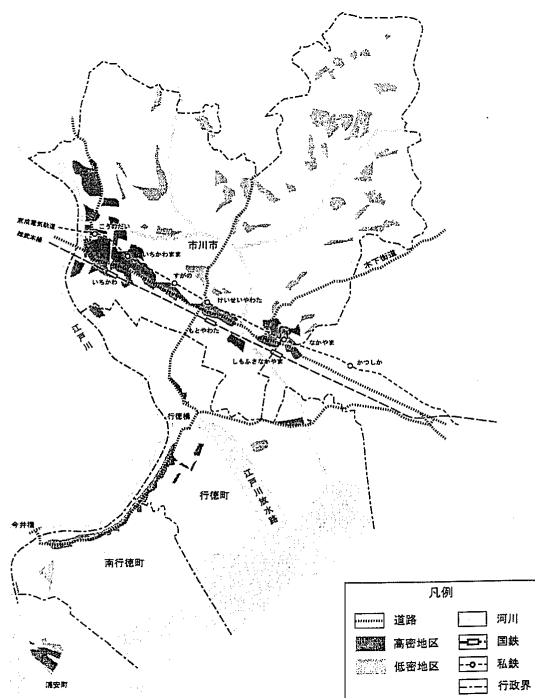 京成電気軌道
総武本線
こうのだい
いちかわまま
いちかわ
すがの
市川市
けいせいやわた
もとやわた
木下街道
なかやま
しもふさなかやま
かつしか
江戸川
行徳橋
行徳町
江戸川放水路
今井橋
南行徳町
浦安町
凡例
道路
河川
高密地区
国鉄
低密地区
私鉄
行政界